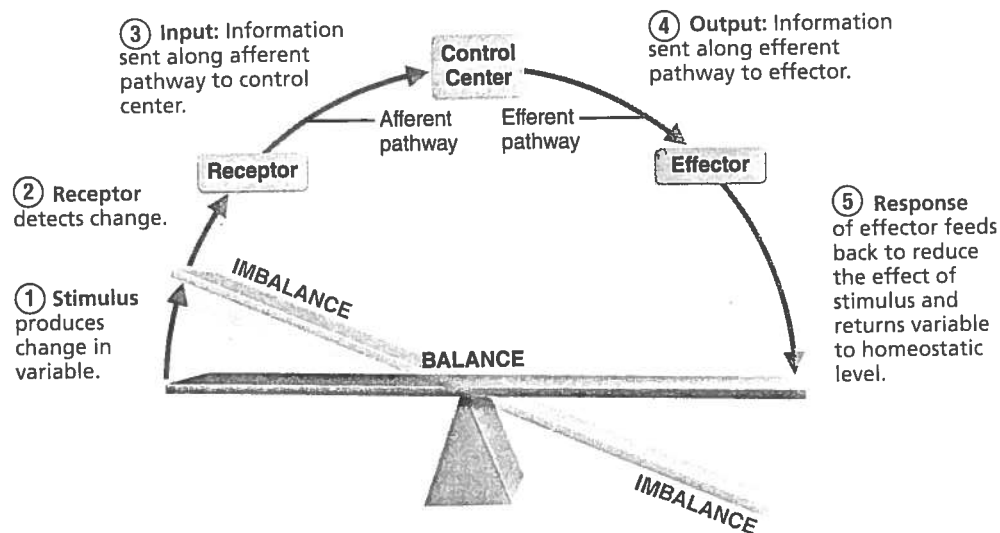 ③ Input: Information
sent along afferent
pathway to control
center.
Control
Center
④ Output: Information
sent along efferent
pathway to effector.
Afferent
pathway
Efferent
pathway
Receptor
Effector
② Receptor
detects change.
① Stimulus
produces
change in
variable.
IMBALANCE
BALANCE
IMBALANCE
⑤ Response
of effector feeds
back to reduce
the effect of
stimulus and
returns variable
to homeostatic
level.